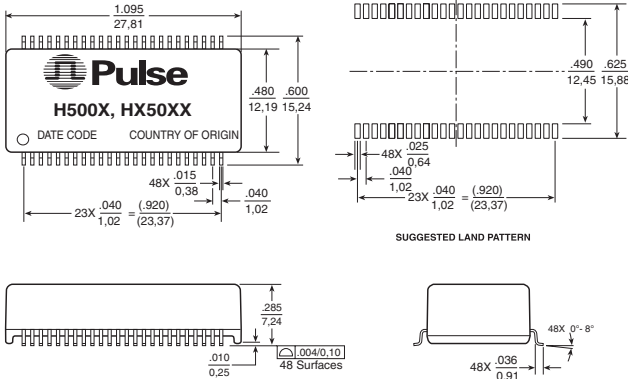 1.095
27,81
Pulse
H500X, HX50XX
DATE CODE COUNTRY OF ORIGIN
.480
12,19
.600
15,24
48X .015
0,38
.040
1,02
23X .040
1,02
= (.920)
(23,37)
.490
12,45
.625
15,88
48X .025
0,64
.040
1,02
23X .040
1,02
= (.920)
(23,37)
SUGGESTED LAND PATTERN
.285
7,24
.010
0,25
.004/0,10
48 Surfaces
48X 0°- 8°
48X .036
0,91